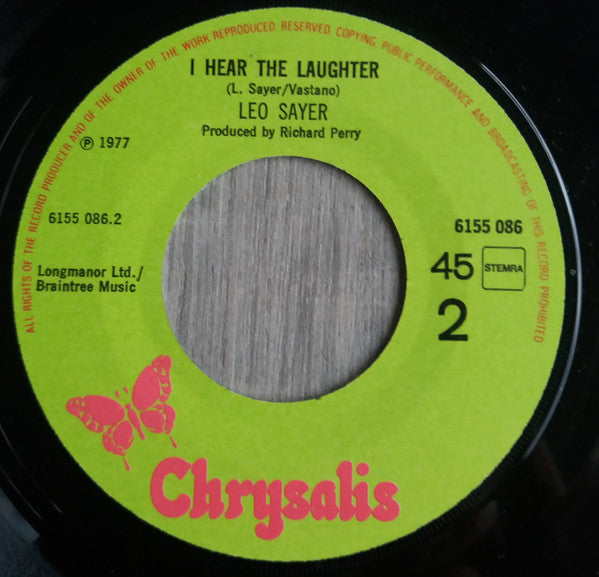 ALL RIGHTS OF THE RECORD PRODUCER AND OF THE OWNER OF THE WORK REPRODUCED RESERVED. COPYING PUBLIC PERFORMANCE AND BROADCASTING OF THIS RECORD PROHIBITED
I HEAR THE LAUGHTER
(L. Sayer/Vastano)
LEO SAYER
Produced by Richard Perry
Ⓟ 1977
6155 086.2
6155 086
Longmanor Ltd./
Braintree Music
45 STEMRA
2
Chrysalis